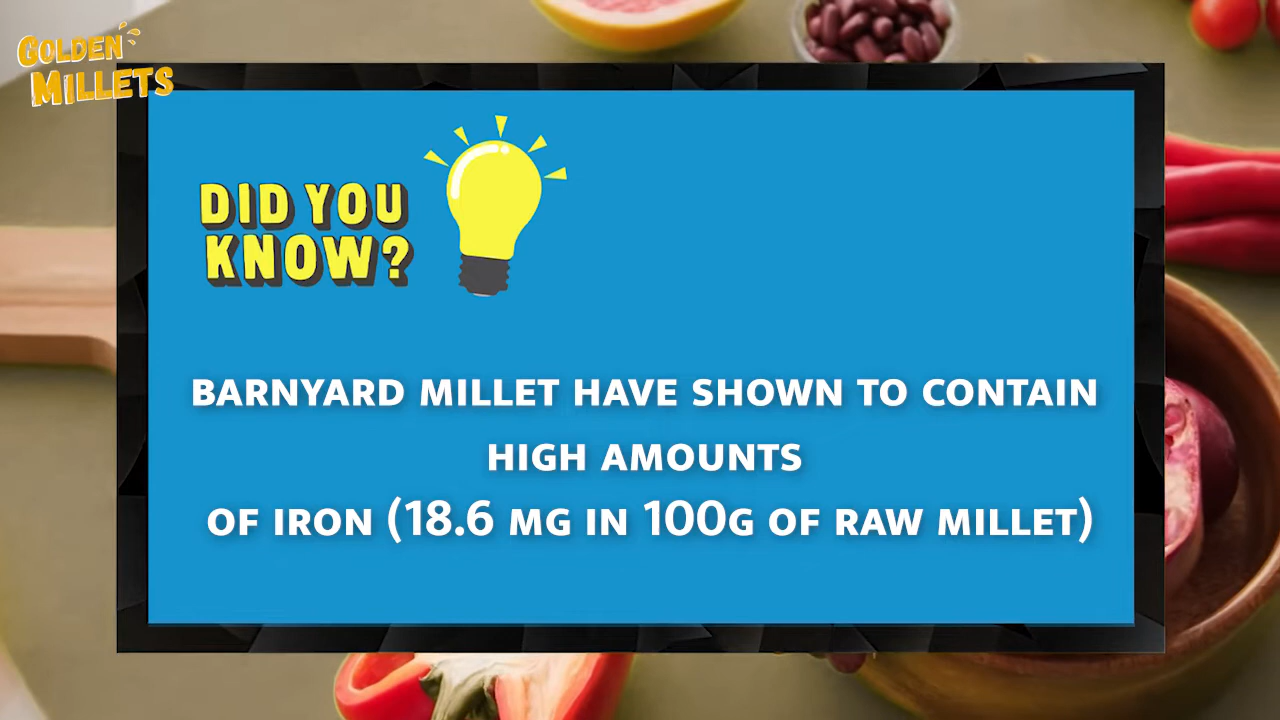 GOLDEN
MILLETS
DID YOU
KNOW?
BARNYARD MILLET HAVE SHOWN TO CONTAIN
HIGH AMOUNTS
OF IRON (18.6 MG IN 100G OF RAW MILLET)